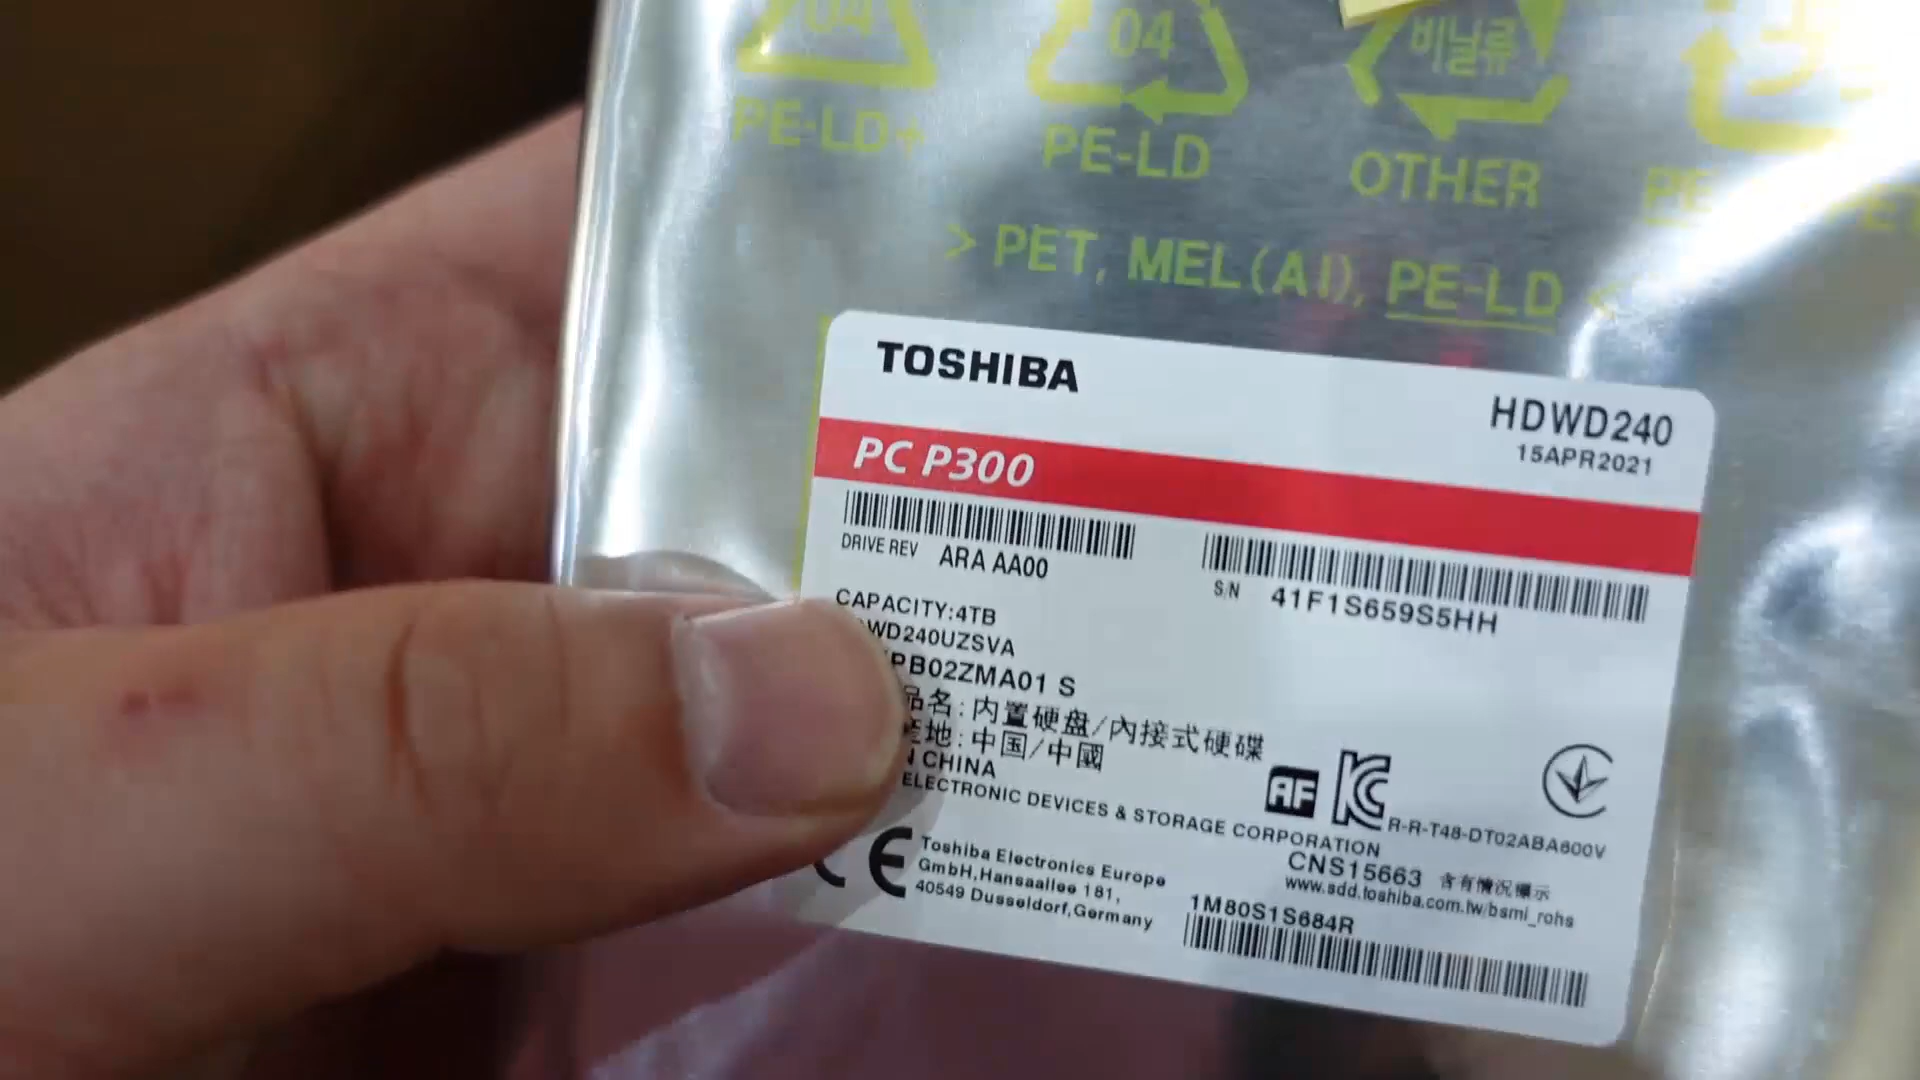 04
04
비닐류
PE-LD+
PE-LD
OTHER
PE
> PET, MEL(Al), PE-LD <
TOSHIBA
HDWD240
15APR2021
PC P300
DRIVE REV ARA AA00
S/N 41F1S659S5HH
CAPACITY:4TB
WD240UZSVA
PB02ZMA01 S
品名:内置硬盘/內接式硬碟
產地:中国/中國
N CHINA
ELECTRONIC DEVICES & STORAGE CORPORATION
AF
R-R-T48-DT02ABA600V
CE
Toshiba Electronics Europe
GmbH,Hansaallee 181,
40549 Dusseldorf,Germany
CNS15663 含有情況標示
www.sdd.toshiba.com.tw/bsmi_rohs
1M80S1S684R